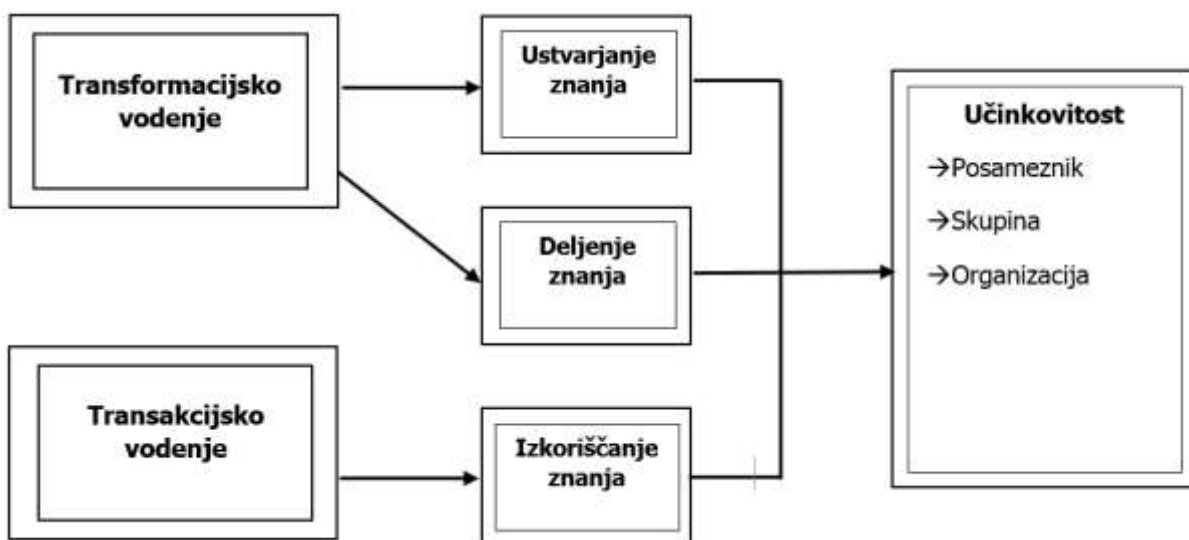 Transformacijsko
vodenje
Ustvarjanje
znanja
Deljenje
znanja
Transakcijsko
vodenje
Izkoriščanje
znanja
Učinkovitost
→Posameznik
→Skupina
→Organizacija